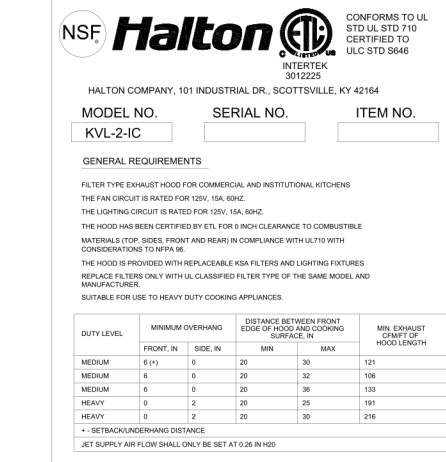 NSF
Halton
ETL
C LISTED US
INTERTEK
3012225
CONFORMS TO UL
STD UL STD 710
CERTIFIED TO
ULC STD S646
HALTON COMPANY, 101 INDUSTRIAL DR., SCOTTSVILLE, KY 42164
MODEL NO. SERIAL NO. ITEM NO.
KVL-2-IC
GENERAL REQUIREMENTS
FILTER TYPE EXHAUST HOOD FOR COMMERCIAL AND INSTITUTIONAL KITCHENS
THE FAN CIRCUIT IS RATED FOR 125V, 15A, 60HZ.
THE LIGHTING CIRCUIT IS RATED FOR 125V, 15A, 60HZ.
THE HOOD HAS BEEN CERTIFIED BY ETL FOR 0 INCH CLEARANCE TO COMBUSTIBLE
MATERIALS (TOP, SIDES, FRONT AND REAR) IN COMPLIANCE WITH UL710 WITH
CONSIDERATIONS TO NFPA 96.
THE HOOD IS PROVIDED WITH REPLACEABLE KSA FILTERS AND LIGHTING FIXTURES
REPLACE FILTERS ONLY WITH UL CLASSIFIED FILTER TYPE OF THE SAME MODEL AND
MANUFACTURER.
SUITABLE FOR USE TO HEAVY DUTY COOKING APPLIANCES.
DUTY LEVEL
MINIMUM OVERHANG
DISTANCE BETWEEN FRONT
EDGE OF HOOD AND COOKING
SURFACE, IN
MIN. EXHAUST
CFM/FT OF
HOOD LENGTH
FRONT, IN SIDE, IN MIN MAX
MEDIUM 6 (+) 0 20 30 121
MEDIUM 6 0 20 32 106
MEDIUM 6 0 20 36 133
HEAVY 0 2 20 25 191
HEAVY 0 2 20 30 216
+ - SETBACK/UNDERHANG DISTANCE
JET SUPPLY AIR FLOW SHALL ONLY BE SET AT 0.26 IN H20